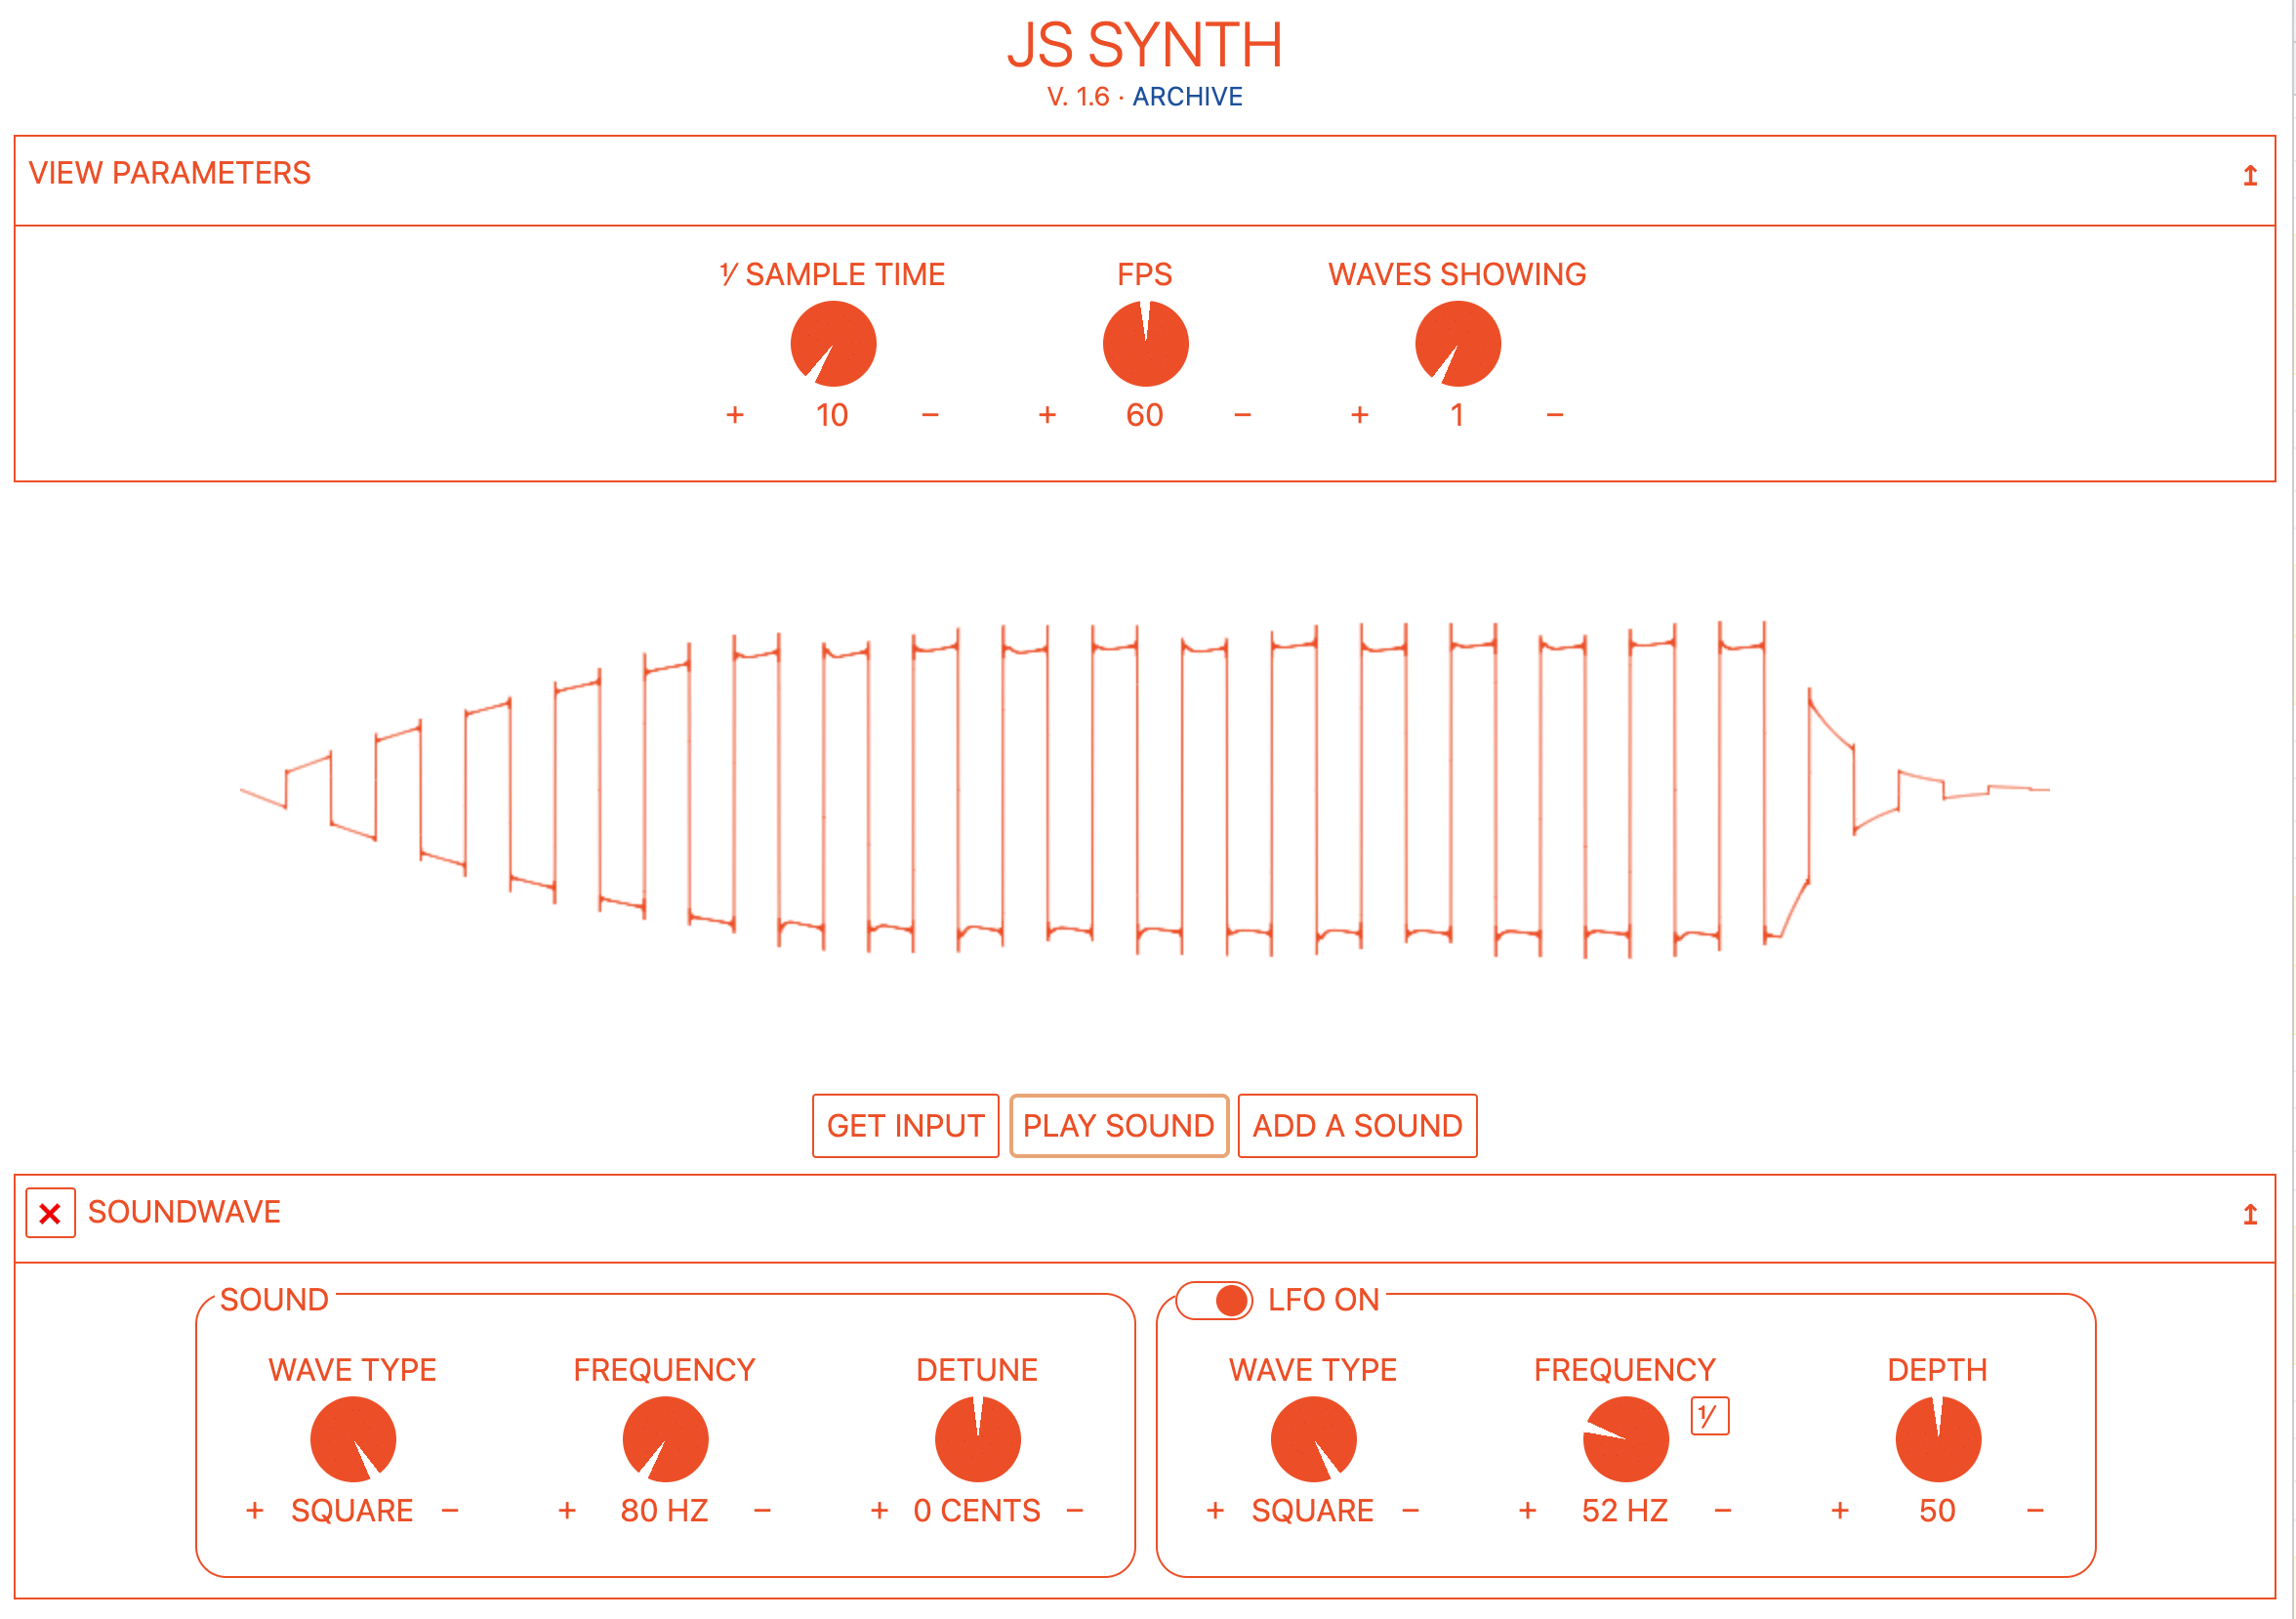 JS SYNTH
V. 1.6 · ARCHIVE
VIEW PARAMETERS ↥
⅟ SAMPLE TIME FPS WAVES SHOWING
+ 10 − + 60 − + 1 −
GET INPUT PLAY SOUND ADD A SOUND
× SOUNDWAVE ↥
SOUND LFO ON
WAVE TYPE FREQUENCY DETUNE WAVE TYPE FREQUENCY DEPTH
⅟
+ SQUARE − + 80 HZ − + 0 CENTS − + SQUARE − + 52 HZ − + 50 −